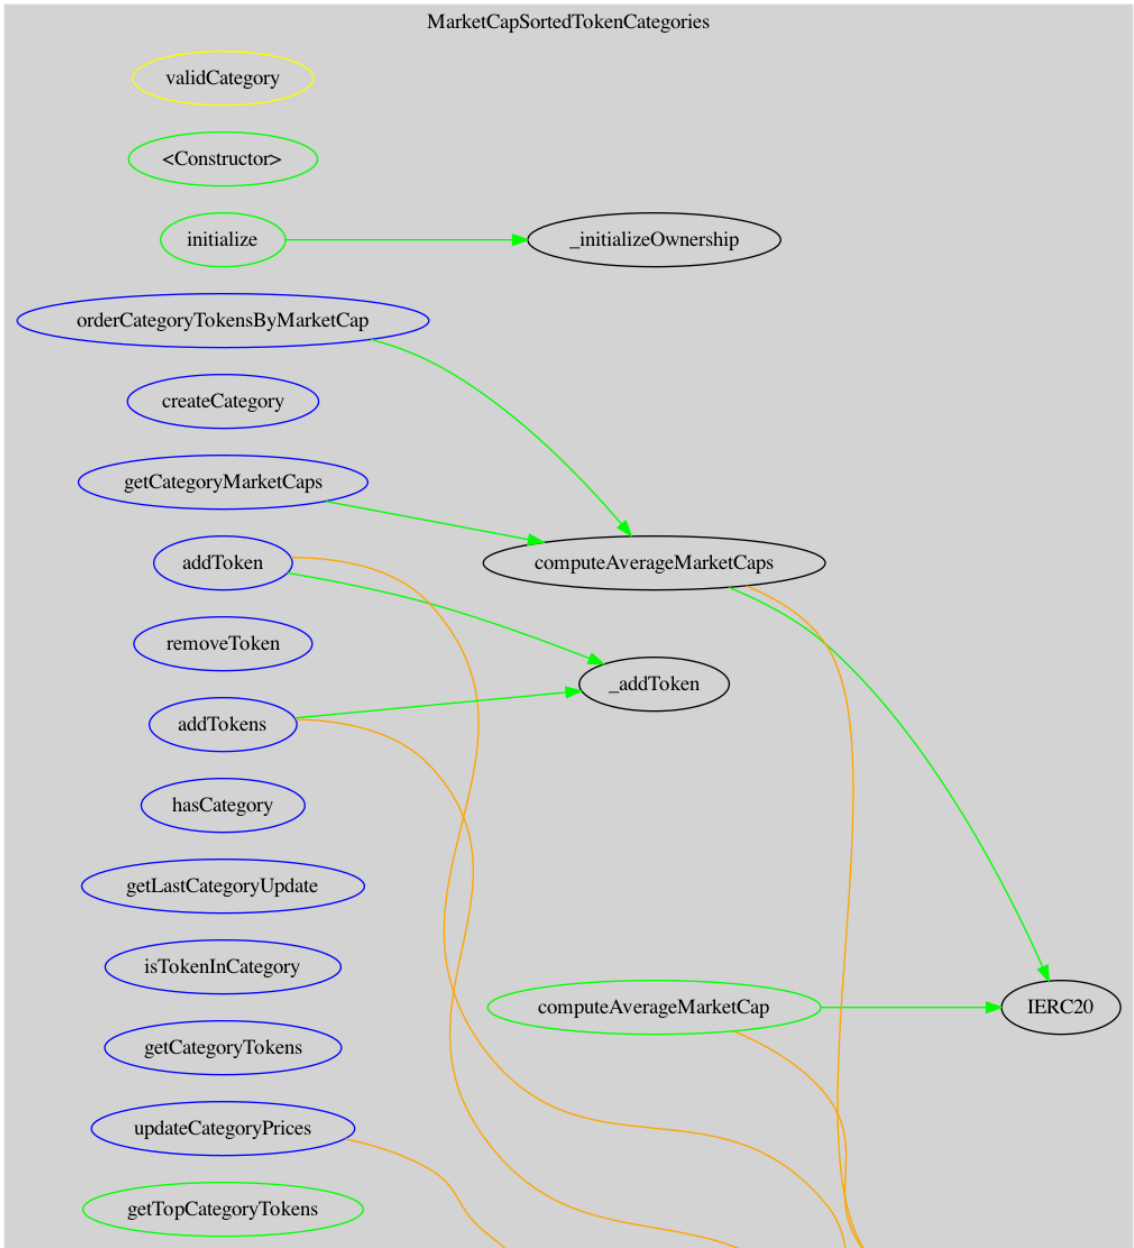 MarketCapSortedTokenCategories
validCategory
<Constructor>
initialize
_initializeOwnership
orderCategoryTokensByMarketCap
createCategory
getCategoryMarketCaps
addToken
computeAverageMarketCaps
removeToken
_addToken
addTokens
hasCategory
getLastCategoryUpdate
isTokenInCategory
computeAverageMarketCap
IERC20
getCategoryTokens
updateCategoryPrices
getTopCategoryTokens